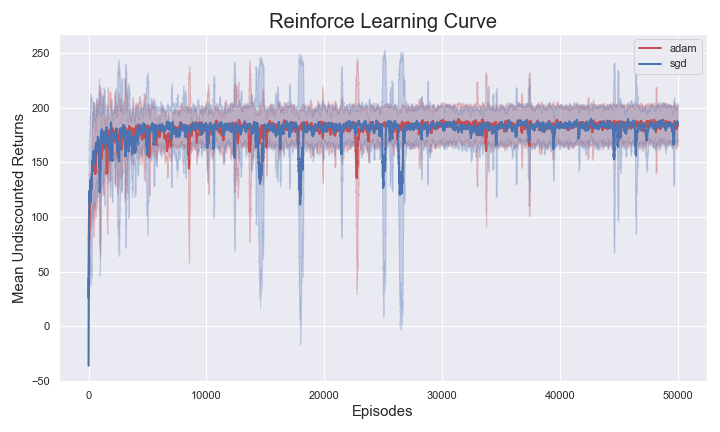 Reinforce Learning Curve
Mean Undiscounted Returns
250
200
150
100
50
0
−50
adam
sgd
0
10000
20000
30000
40000
50000
Episodes